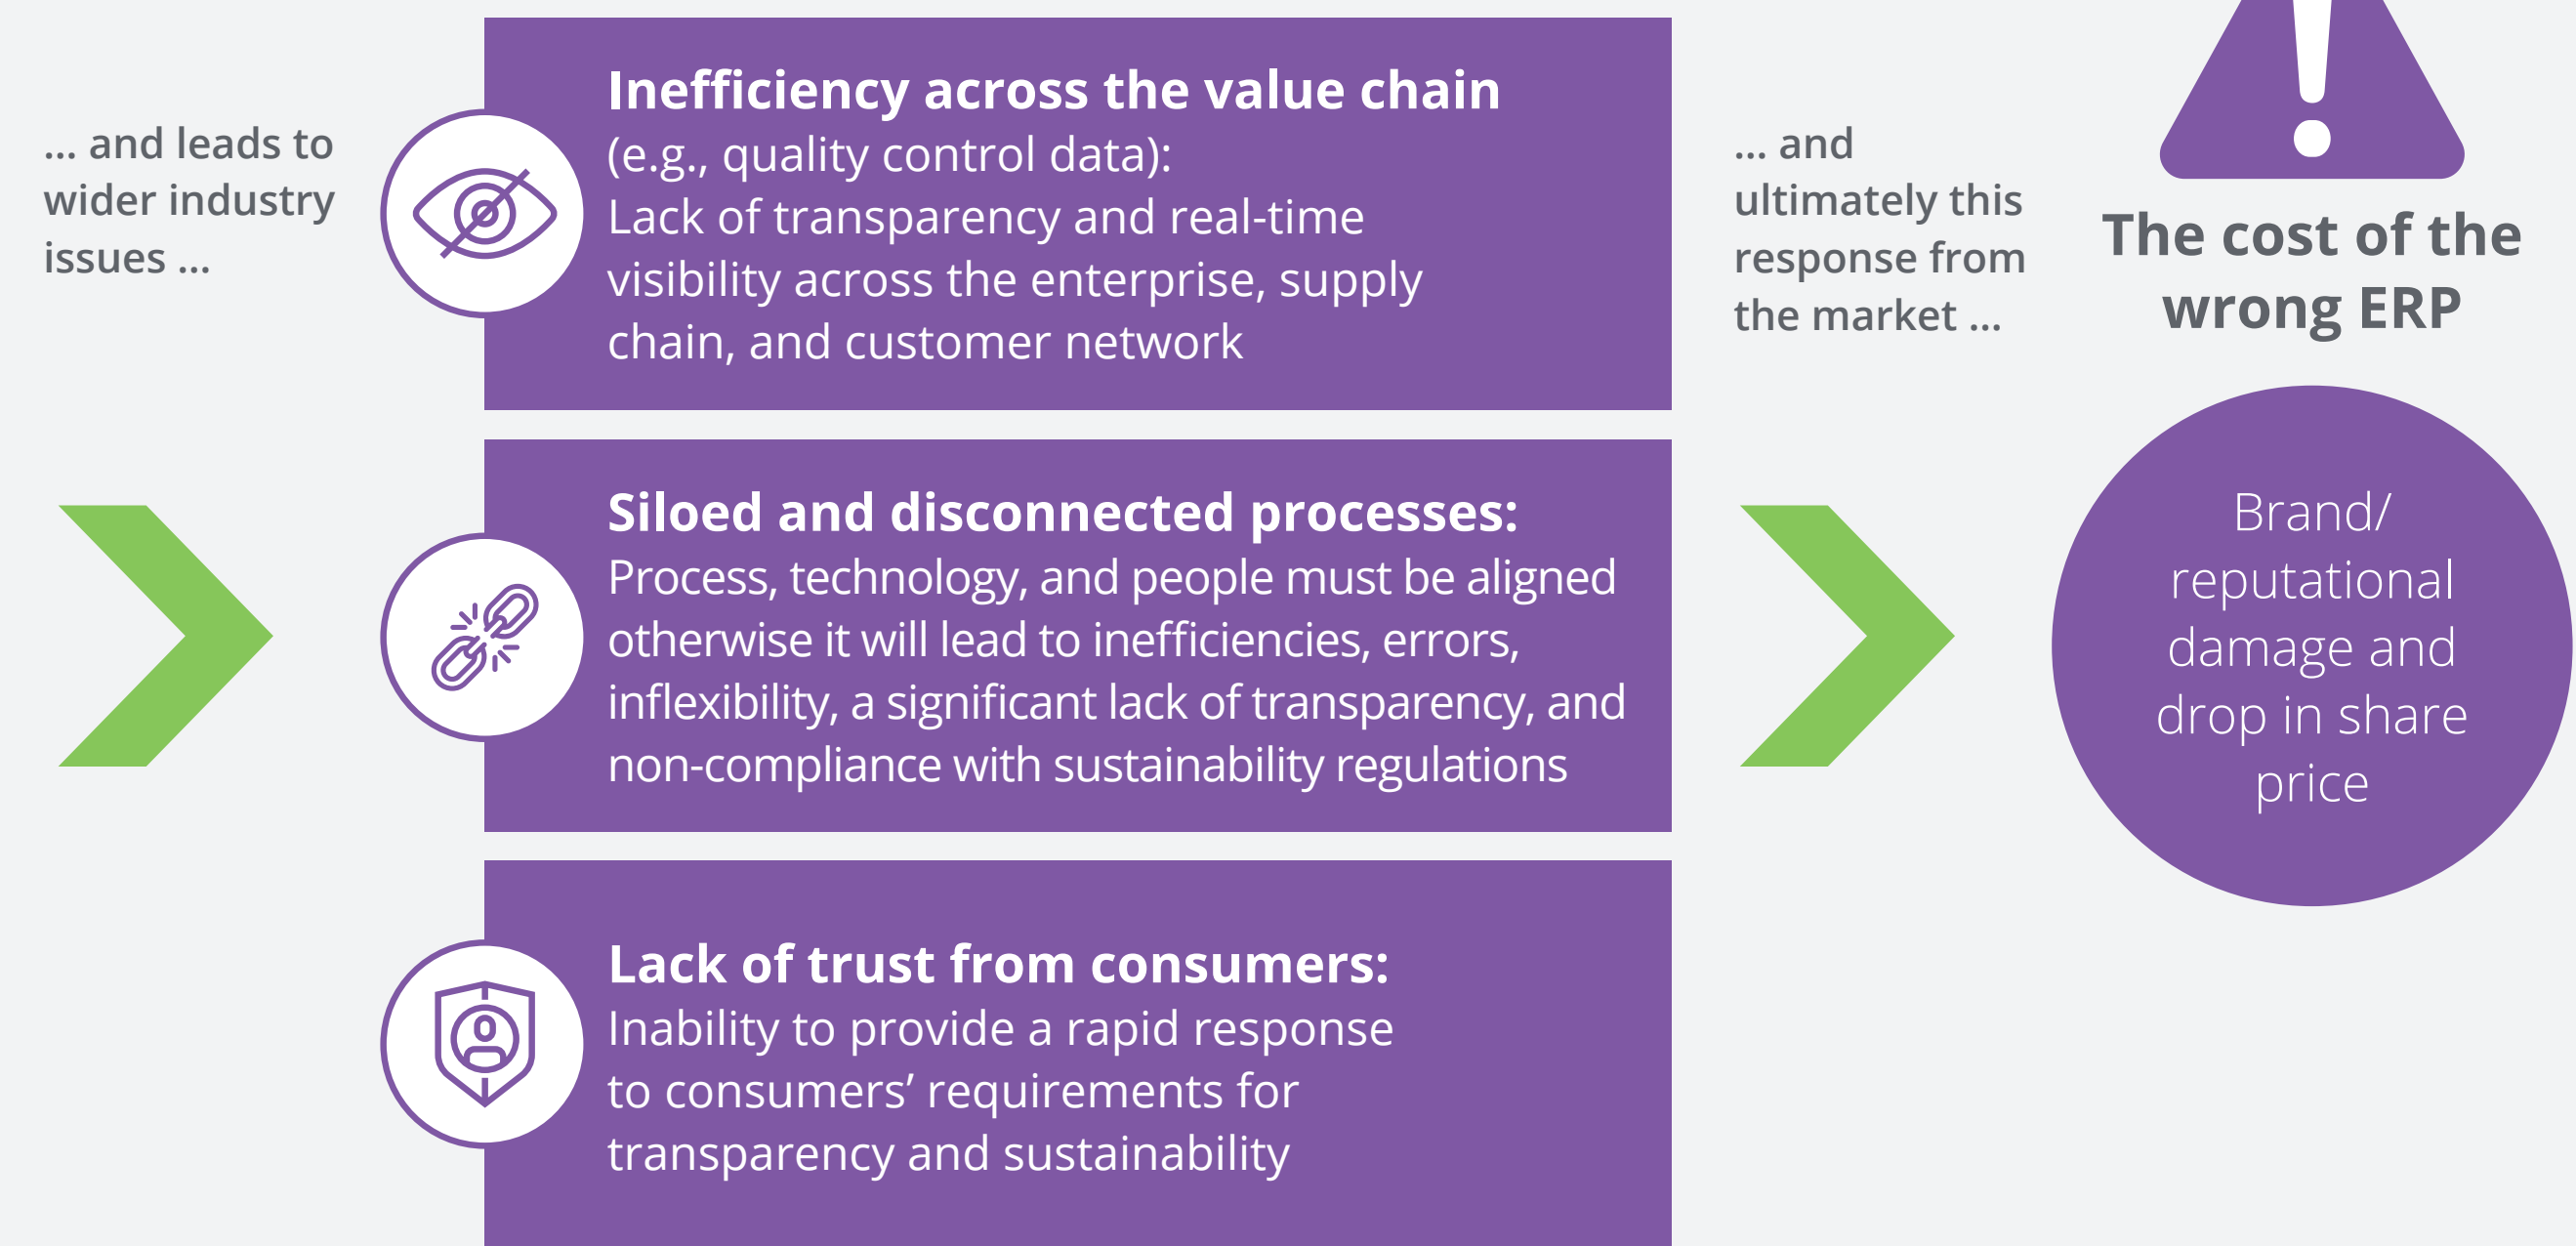 ... and leads to
wider industry
issues ...
Inefficiency across the value chain
(e.g., quality control data):
Lack of transparency and real-time
visibility across the enterprise, supply
chain, and customer network
Siloed and disconnected processes:
Process, technology, and people must be aligned
otherwise it will lead to inefficiencies, errors,
inflexibility, a significant lack of transparency, and
non-compliance with sustainability regulations
Lack of trust from consumers:
Inability to provide a rapid response
to consumers’ requirements for
transparency and sustainability
... and
ultimately this
response from
the market ...
The cost of the
wrong ERP
Brand/
reputational
damage and
drop in share
price